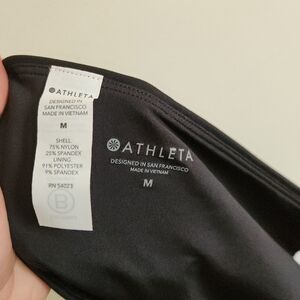 ATHLETA
DESIGNED IN
SAN FRANCISCO
MADE IN VIETNAM
M
SHELL:
75% NYLON
25% SPANDEX
LINING:
91% POLYESTER
9% SPANDEX
RN 54023
B
ATHLETA
DESIGNED IN SAN FRANCISCO
MADE IN VIETNAM
M